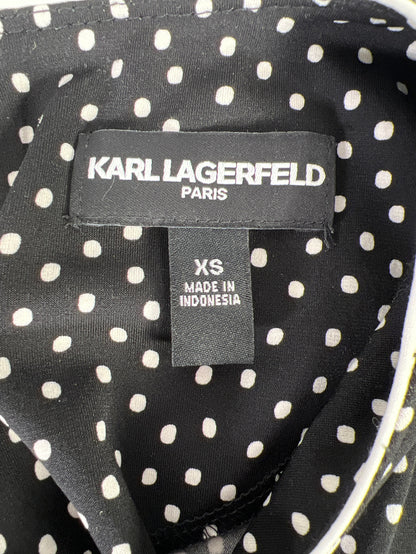 KARL LAGERFELD
PARIS
XS
MADE IN
INDONESIA